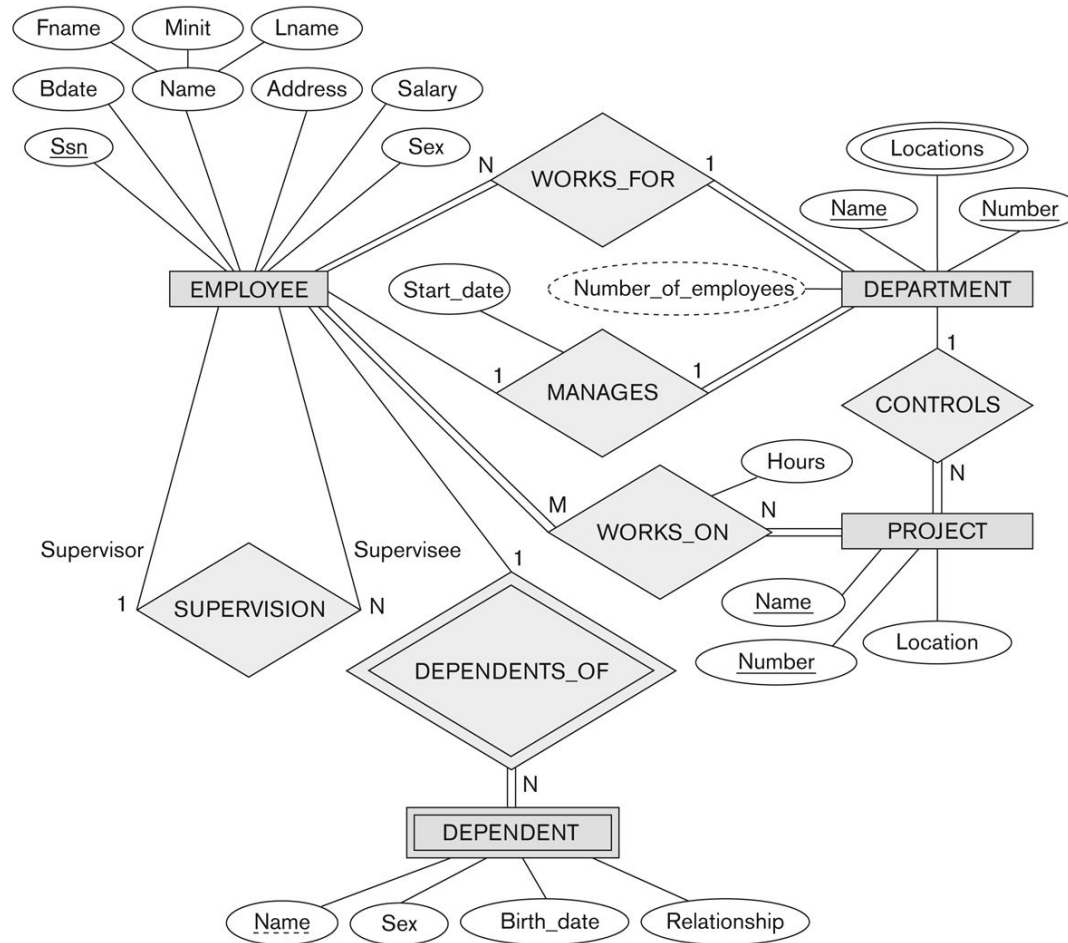 Fname
Minit
Lname
Bdate
Name
Address
Salary
Ssn
Sex
N
WORKS_FOR
1
Locations
Name
Number
EMPLOYEE
Start_date
Number_of_employees
DEPARTMENT
1
MANAGES
1
1
CONTROLS
N
Hours
M
WORKS_ON
N
PROJECT
Supervisor
Supervisee
1
SUPERVISION
N
1
DEPENDENTS_OF
N
Name
Number
Location
DEPENDENT
Name
Sex
Birth_date
Relationship